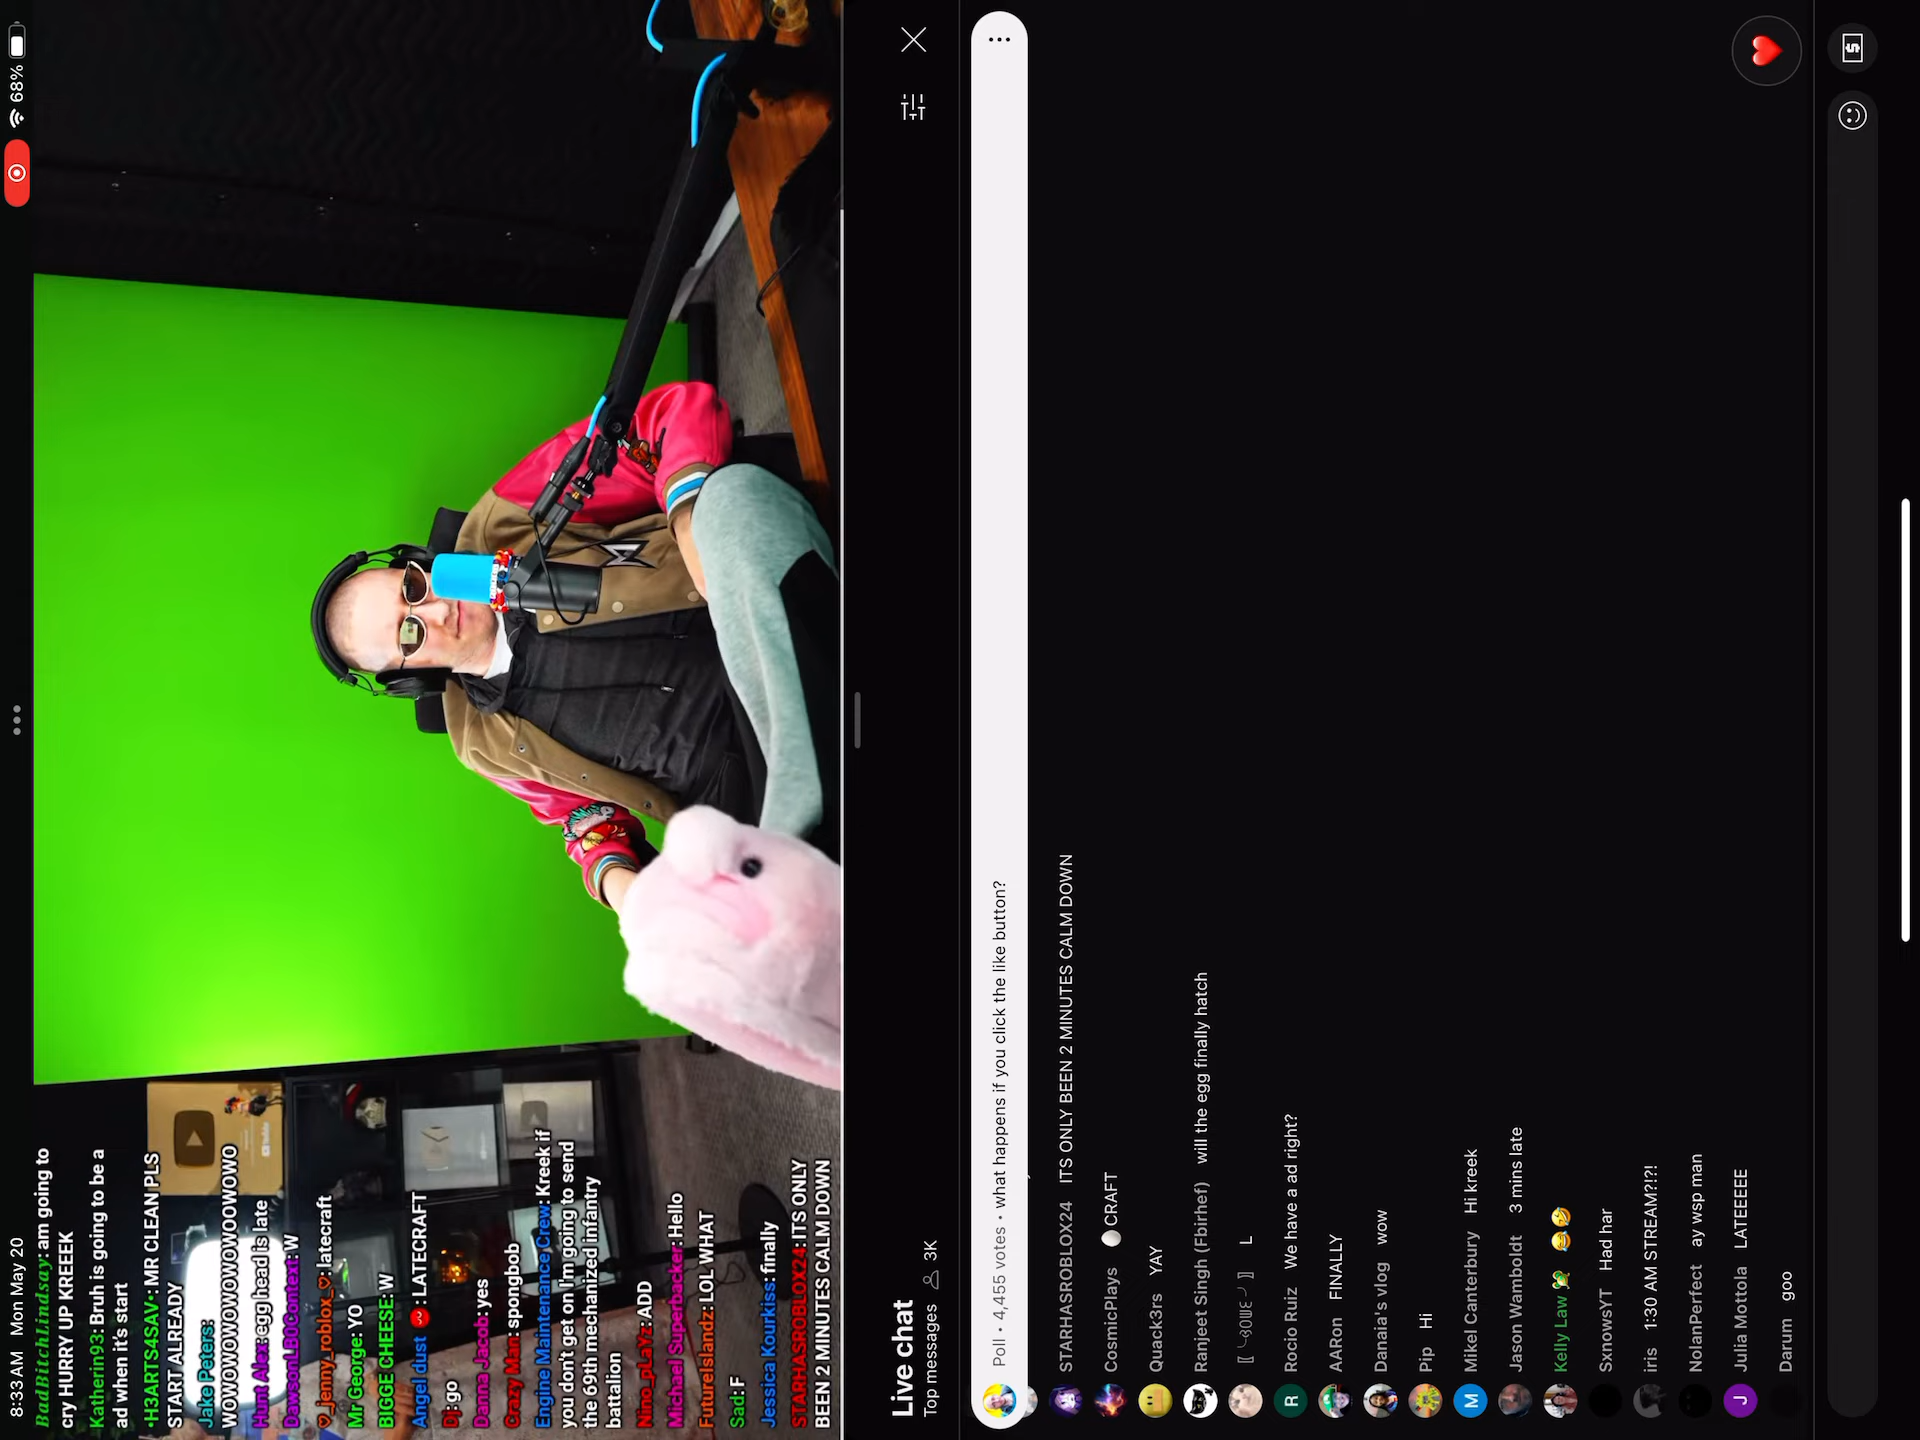 8:33 AM Mon May 20
68%
BadBitchLindsay: am going to
cry HURRY UP KREEEK
Katherin93: Bruh is going to be a
ad when it's start
•H3ARTS4SAV•: MR CLEAN PLS
START ALREADY
Jake Peters:
WOWOWOWOWOWOWOOWOWO
Hunt Alex: egg head is late
DawsonLB0Context: W
♡_jenny_roblox_♡: latecraft
Mr George: YO
BIGGE CHEESE: W
Angel dust : LATECRAFT
Dj: go
Danna Jacob: yes
Crazy Mac: spongbob
Engine Maintenance Crew: Kreek if
you don't get on I'm going to send
the 69th mechanized infantry
battalion
Nino_pLaYz: ADD
Michael Superbacker: Hello
FutureIslandz: LOL WHAT
Sad: F
Jessica Kourkiss: finally
STARHASROBLOX24: ITS ONLY
BEEN 2 MINUTES CALM DOWN
Live chat
Top messages 3K
Poll • 4,455 votes • what happens if you click the like button?
STARHASROBLOX24 ITS ONLY BEEN 2 MINUTES CALM DOWN
CosmicPlays 🥚 CRAFT
Quack3rs YAY
Ranjeet Singh (Fbirhef) will the egg finally hatch
L
R
Rocio Ruiz We have a ad right?
AARon FINALLY
Danaia's vlog wow
Pip Hi
M
Mikel Canterbury Hi kreek
Jason Wamboldt 3 mins late
Kelly Law 😂🤣
SxnowsYT Had har
iris 1:30 AM STREAM?!?!
NolanPerfect ay wsp man
J
Julia Mottola LATEEEEEE
Darum goo